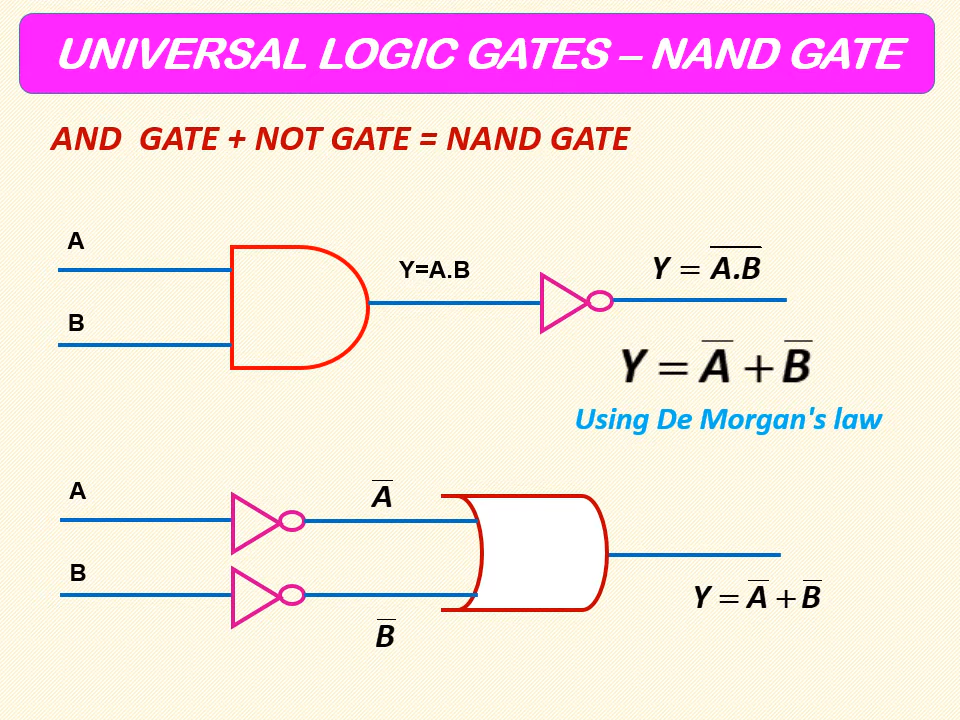 UNIVERSAL LOGIC GATES – NAND GATE
AND GATE + NOT GATE = NAND GATE
A
Y=A.B
Y = A̅.̅B̅
B
Y = A̅ + B̅
Using De Morgan's law
A
A̅
B
Y = A̅ + B̅
B̅